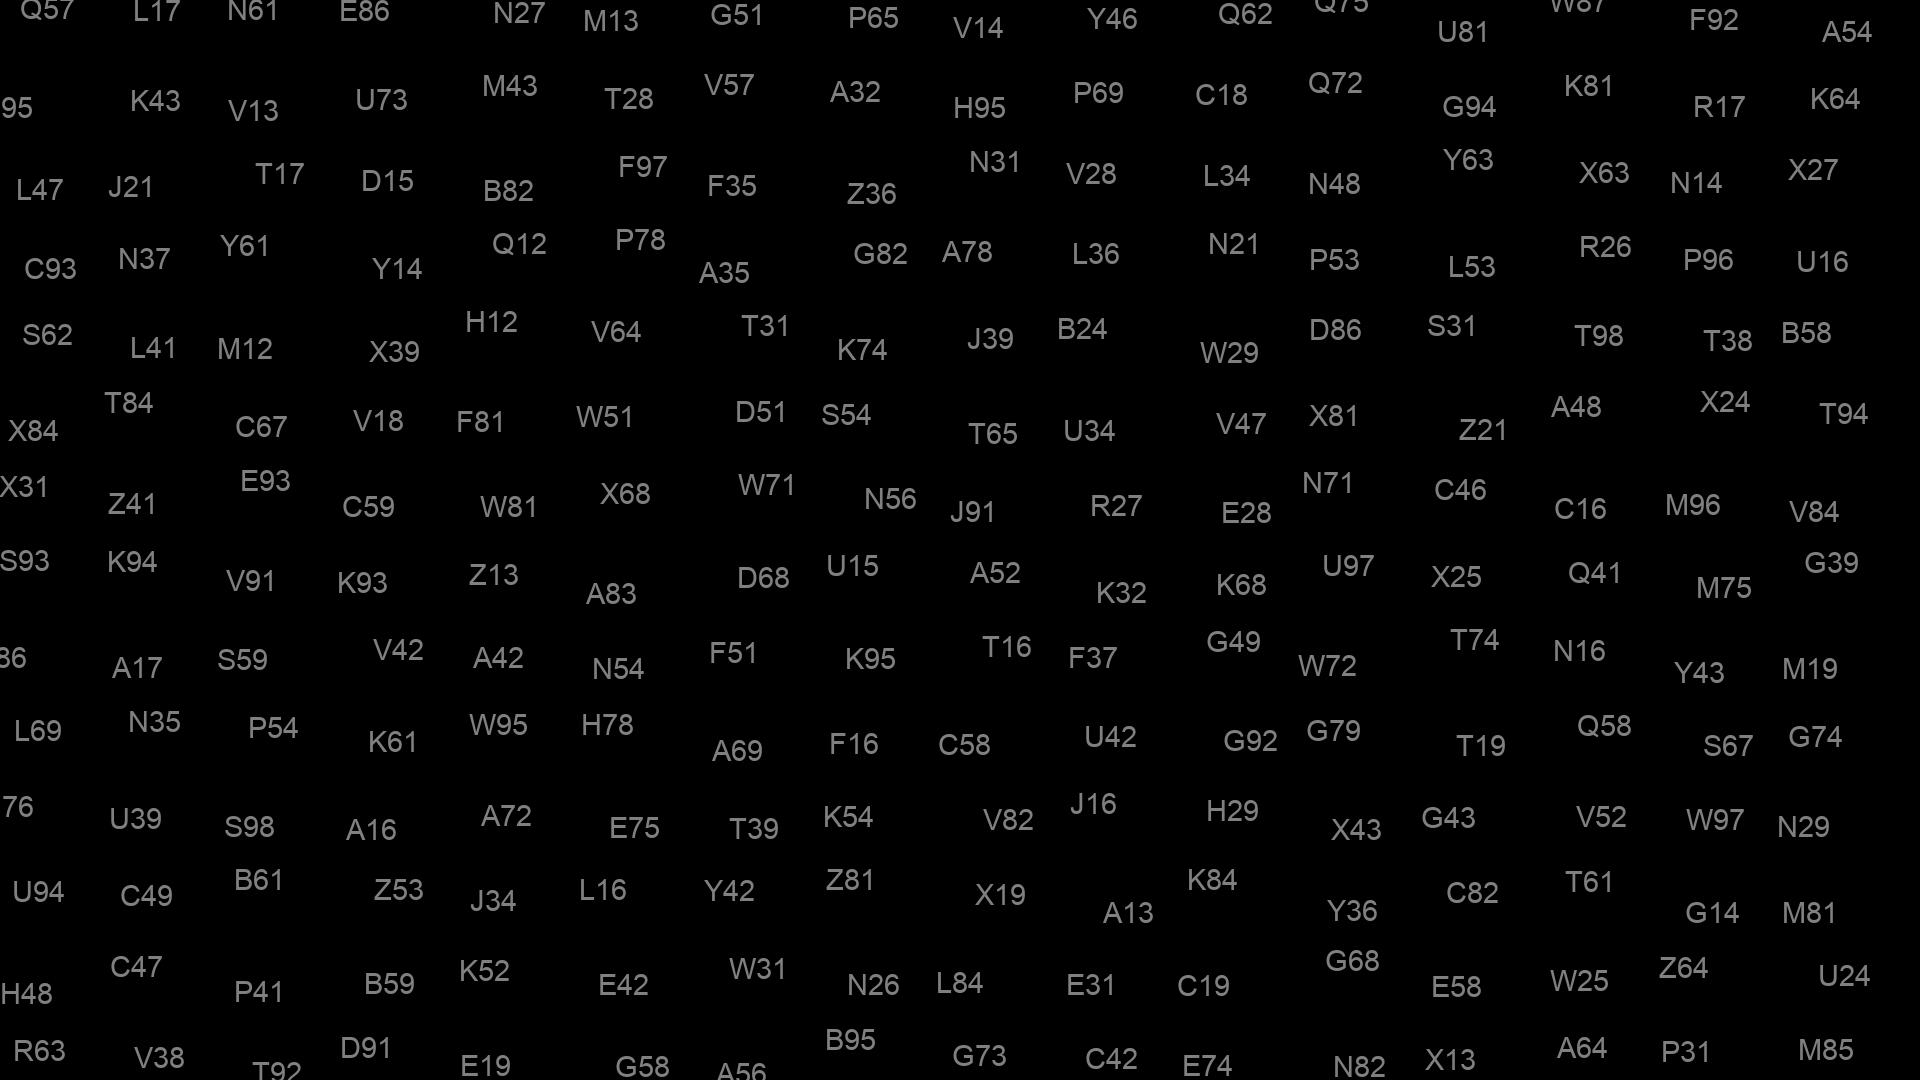 Q57 L17 N61 E86 N27 M13 G51 P65 V14 Y46 Q62 Q75 U81 W87 F92 A54
95 K43 V13 U73 M43 T28 V57 A32 H95 P69 C18 Q72 G94 K81 R17 K64
L47 J21 T17 D15 B82 F97 F35 Z36 N31 V28 L34 N48 Y63 X63 N14 X27
C93 N37 Y61 Y14 Q12 P78 A35 G82 A78 L36 N21 P53 L53 R26 P96 U16
S62 L41 M12 X39 H12 V64 T31 K74 J39 B24 W29 D86 S31 T98 T38 B58
X84 T84 C67 V18 F81 W51 D51 S54 T65 U34 V47 X81 Z21 A48 X24 T94
X31 Z41 E93 C59 W81 X68 W71 N56 J91 R27 E28 N71 C46 C16 M96 V84
S93 K94 V91 K93 Z13 A83 D68 U15 A52 K32 K68 U97 X25 Q41 M75 G39
86 A17 S59 V42 A42 N54 F51 K95 T16 F37 G49 W72 T74 N16 Y43 M19
L69 N35 P54 K61 W95 H78 A69 F16 C58 U42 G92 G79 T19 Q58 S67 G74
76 U39 S98 A16 A72 E75 T39 K54 V82 J16 H29 X43 G43 V52 W97 N29
U94 C49 B61 Z53 J34 L16 Y42 Z81 X19 A13 K84 Y36 C82 T61 G14 M81
H48 C47 P41 B59 K52 E42 W31 N26 L84 E31 C19 G68 E58 W25 Z64 U24
R63 V38 T92 D91 E19 G58 A56 B95 G73 C42 E74 N82 X13 A64 P31 M85